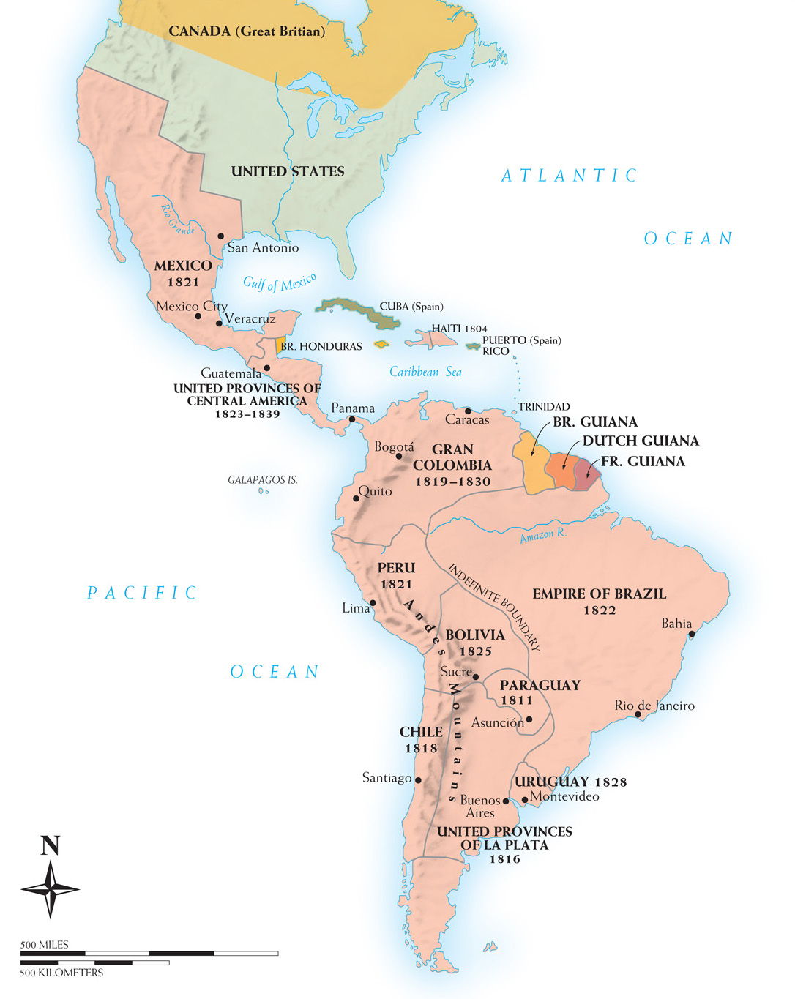 CANADA (Great Britian)
UNITED STATES
ATLANTIC
OCEAN
Rio Grande
San Antonio
MEXICO
1821
Gulf of Mexico
Mexico City
Veracruz
CUBA (Spain)
HAITI 1804
PUERTO (Spain)
RICO
BR. HONDURAS
Caribbean Sea
Guatemala
UNITED PROVINCES OF
CENTRAL AMERICA
1823–1839
Panama
Caracas
TRINIDAD
BR. GUIANA
DUTCH GUIANA
FR. GUIANA
Bogotá
GRAN
COLOMBIA
1819–1830
GALAPAGOS IS.
Quito
Amazon R.
PERU
1821
INDEFINITE BOUNDARY
EMPIRE OF BRAZIL
1822
PACIFIC
OCEAN
Lima
Andes Mountains
Bahia
BOLIVIA
1825
Sucre
PARAGUAY
1811
Asunción
Rio de Janeiro
CHILE
1818
Santiago
URUGUAY 1828
Montevideo
Buenos
Aires
UNITED PROVINCES
OF LA PLATA
1816
N
500 MILES
500 KILOMETERS